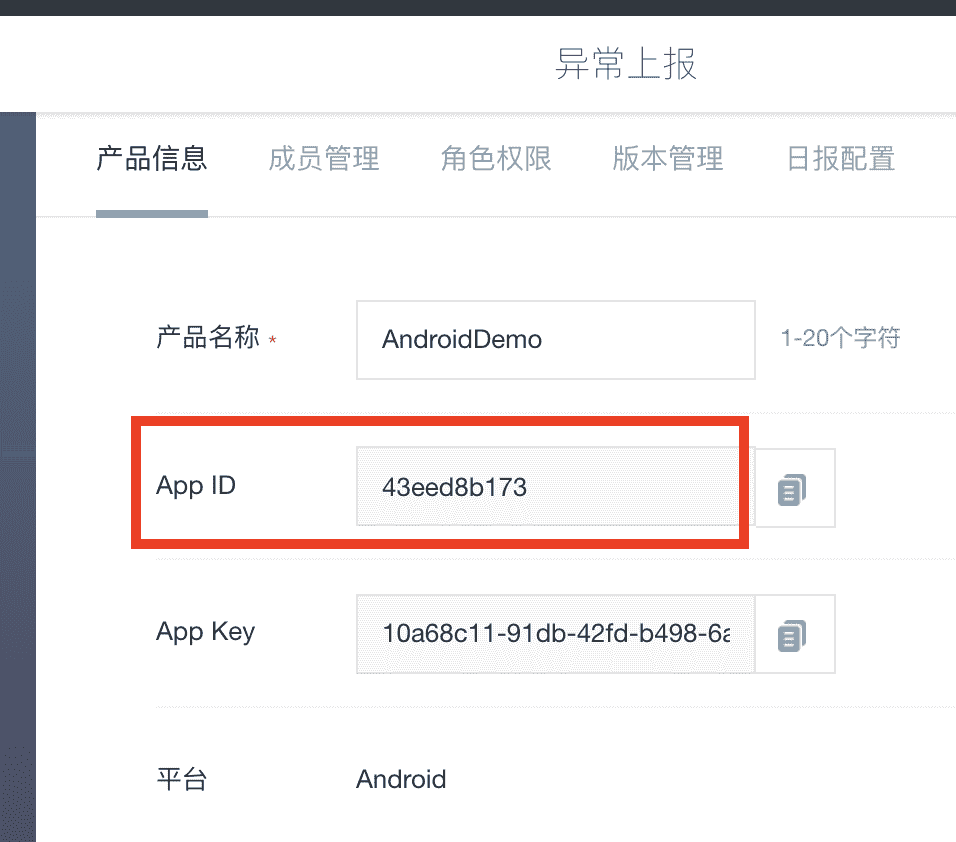 异常上报
产品信息 成员管理 角色权限 版本管理 日报配置
产品名称 * AndroidDemo 1-20个字符
App ID 43eed8b173
App Key 10a68c11-91db-42fd-b498-6a
平台 Android